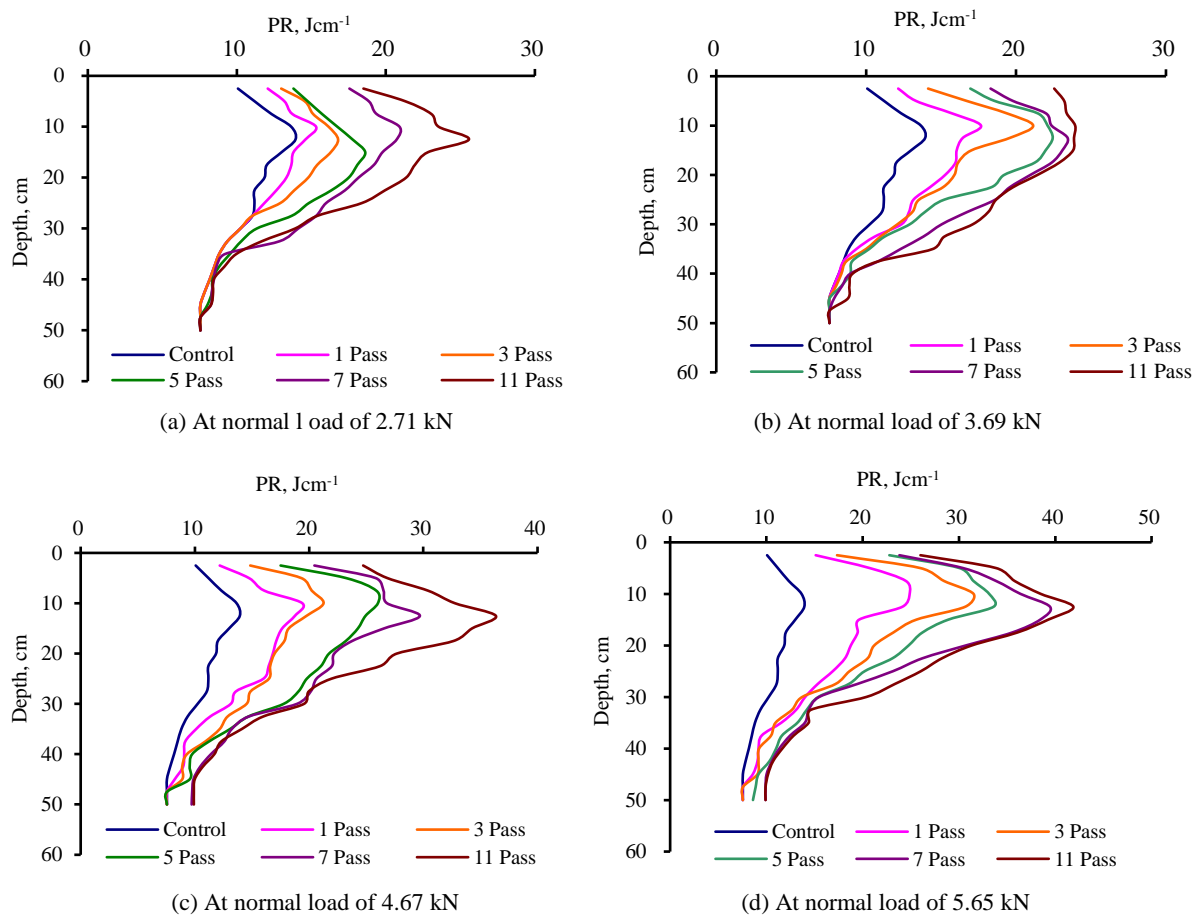 PR, Jcm-1
0 10 20 30
0
10
20
30
40
50
60
Depth, cm
Control 1 Pass 3 Pass
5 Pass 7 Pass 11 Pass
(a) At normal l oad of 2.71 kN
PR, Jcm-1
0 10 20 30
0
10
20
30
40
50
60
Depth, cm
Control 1 Pass 3 Pass
5 Pass 7 Pass 11 Pass
(b) At normal load of 3.69 kN
PR, Jcm-1
0 10 20 30 40
0
10
20
30
40
50
60
Depth, cm
Control 1 Pass 3 Pass
5 Pass 7 Pass 11 Pass
(c) At normal load of 4.67 kN
PR, Jcm-1
0 10 20 30 40 50
0
10
20
30
40
50
60
Depth, cm
Control 1 Pass 3 Pass
5 Pass 7 Pass 11 Pass
(d) At normal load of 5.65 kN